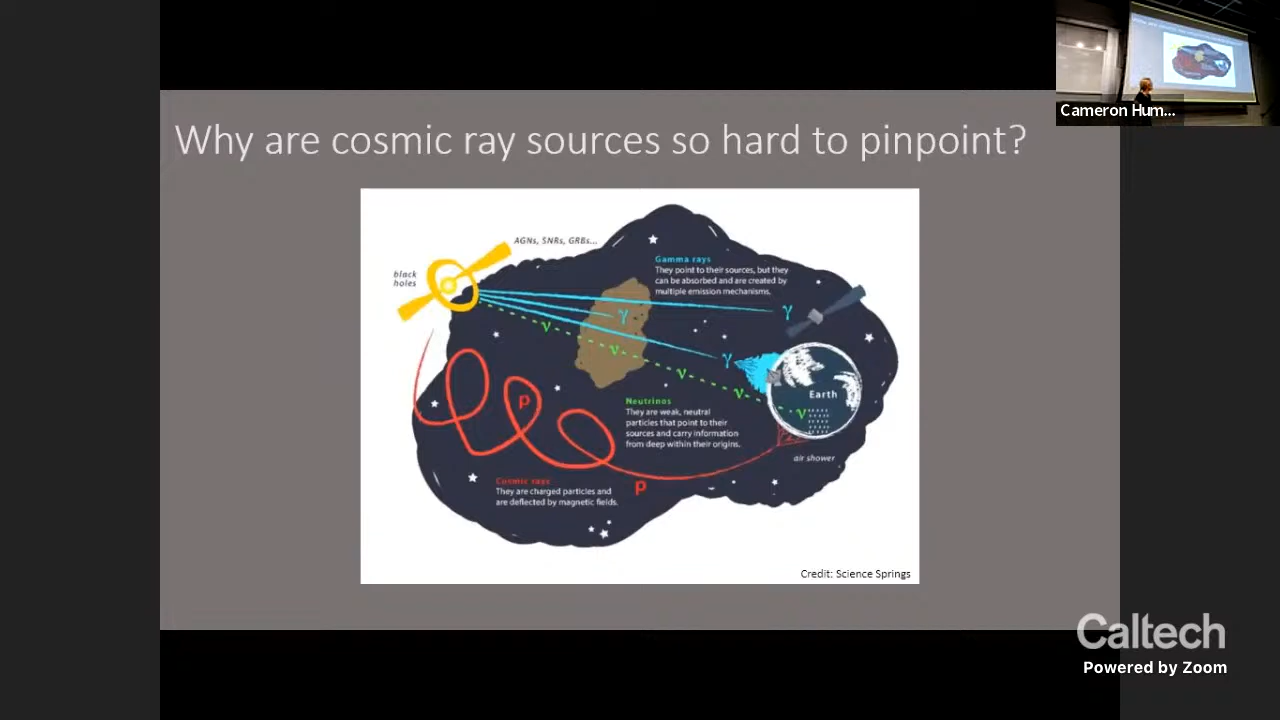 Cameron Hum...
Why are cosmic ray sources so hard to pinpoint?
AGNs, SNRs, GRBs...
black
holes
Gamma rays
They point to their sources, but they
can be absorbed and are created by
multiple emission mechanisms.
γ
γ
γ
ν
ν
ν
ν
ν
Earth
p
Neutrinos
They are weak, neutral
particles that point to their
sources and carry information
from deep within their origins.
air shower
Cosmic rays
They are charged particles and
are deflected by magnetic fields.
p
Credit: Science Springs
Caltech
Powered by Zoom